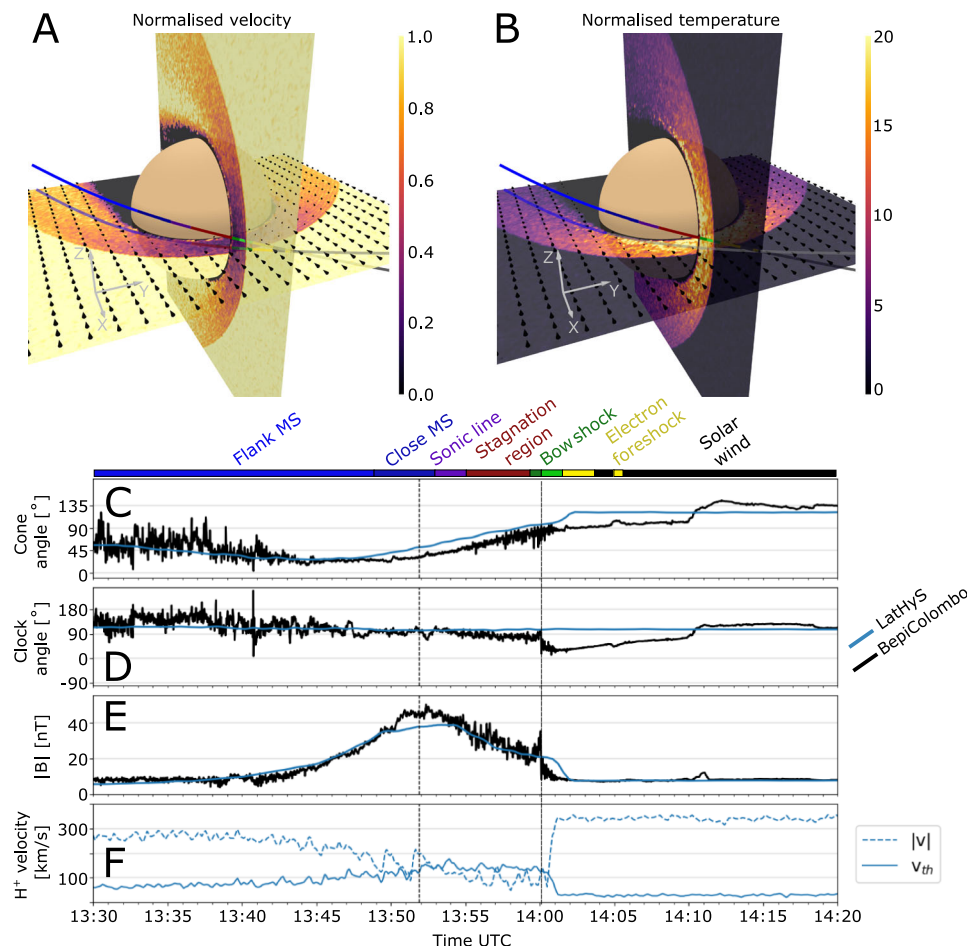 A
Normalised velocity
1.0
0.8
0.6
0.4
0.2
0.0
Z
Y
X
B
Normalised temperature
20
15
10
5
0
Z
Y
X
Flank MS
Close MS
Sonic line
Stagnation
region
Bow shock
Electron
foreshock
Solar
wind
C
Cone
angle [°]
135
90
45
0
D
Clock
angle [°]
180
90
0
-90
LatHyS
BepiColombo
E
|B| [nT]
40
20
0
F
H⁺ velocity
[km/s]
300
100
|v|
v_th
13:30 13:40 13:45 13:50 13:55 14:00 14:05 14:10 14:15 14:20
Time UTC